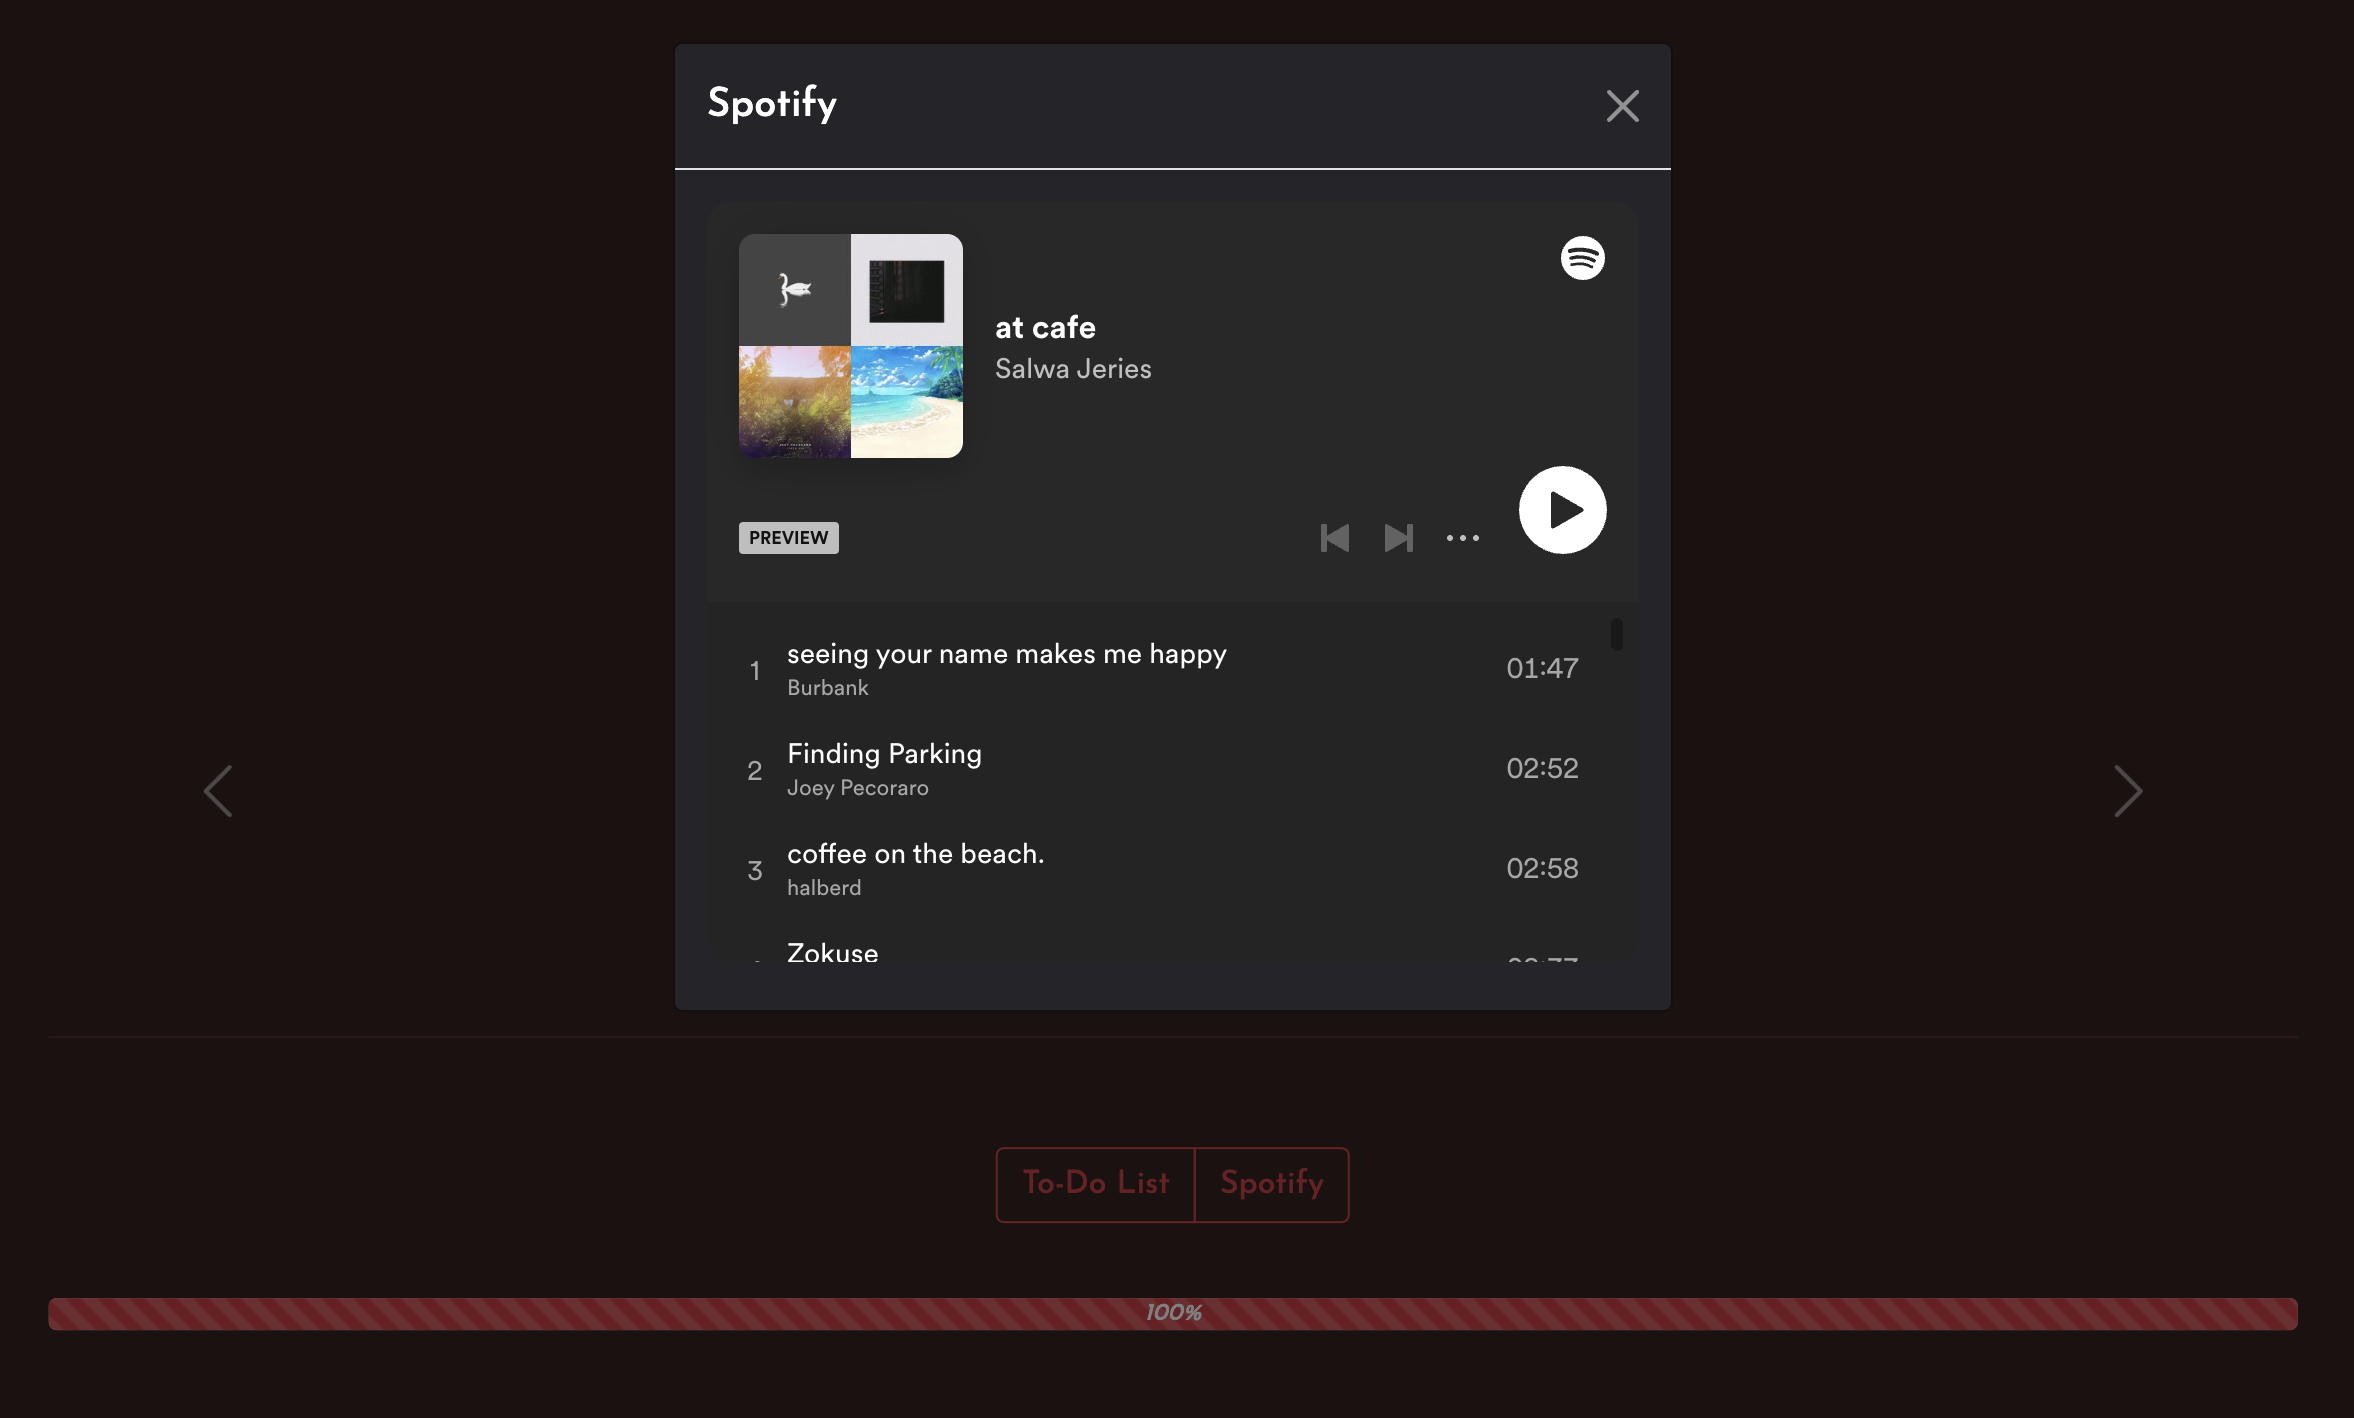 Spotify
at cafe
Salwa Jeries
PREVIEW
1 seeing your name makes me happy 01:47
Burbank
2 Finding Parking 02:52
Joey Pecoraro
3 coffee on the beach. 02:58
halberd
Zokuse
To-Do List Spotify
100%